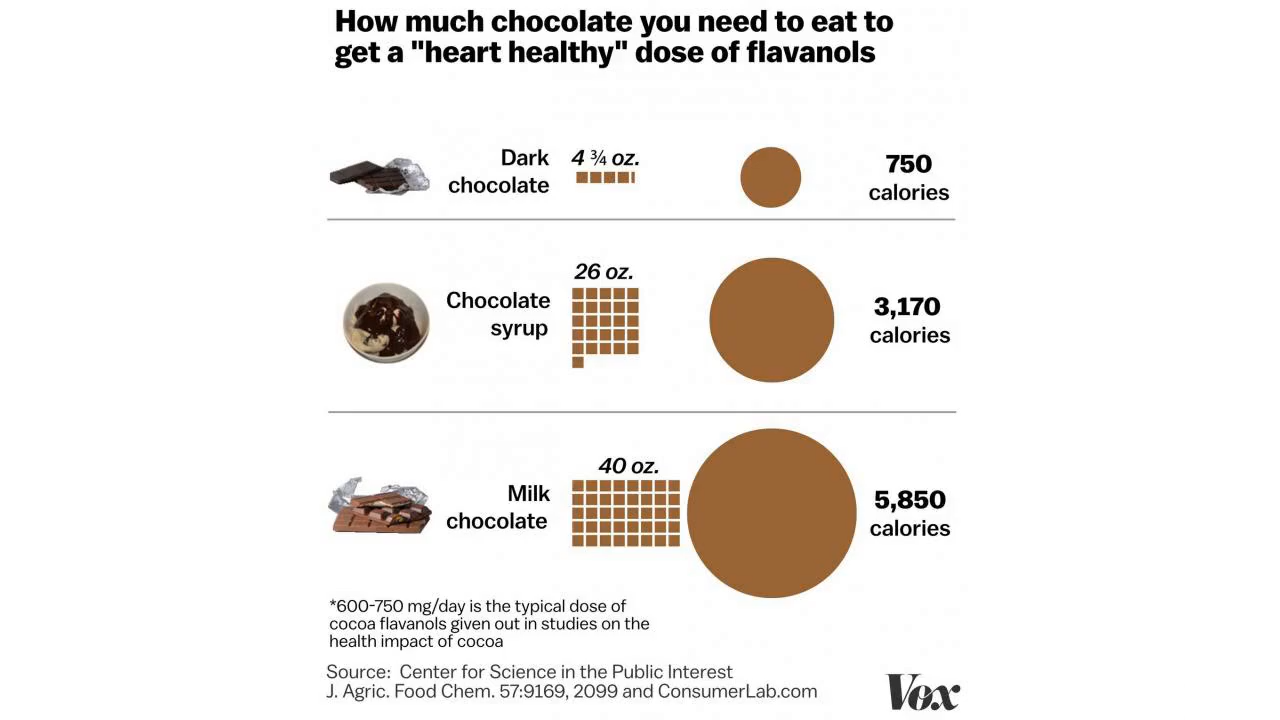 How much chocolate you need to eat to
get a "heart healthy" dose of flavanols
Dark
chocolate
4 ¾ oz.
750
calories
Chocolate
syrup
26 oz.
3,170
calories
Milk
chocolate
40 oz.
5,850
calories
*600-750 mg/day is the typical dose of
cocoa flavanols given out in studies on the
health impact of cocoa
Source: Center for Science in the Public Interest
J. Agric. Food Chem. 57:9169, 2099 and ConsumerLab.com
Vox